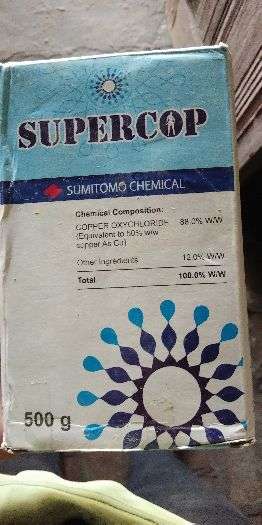 SUPERCOP
SUMITOMO CHEMICAL
Chemical Composition:
COPPER OXYCHLORIDE 88.0% W/W
(Equivalent to 50% w/w
copper As Cu)
Other Ingredients 12.0% W/W
Total 100.0% W/W
500 g